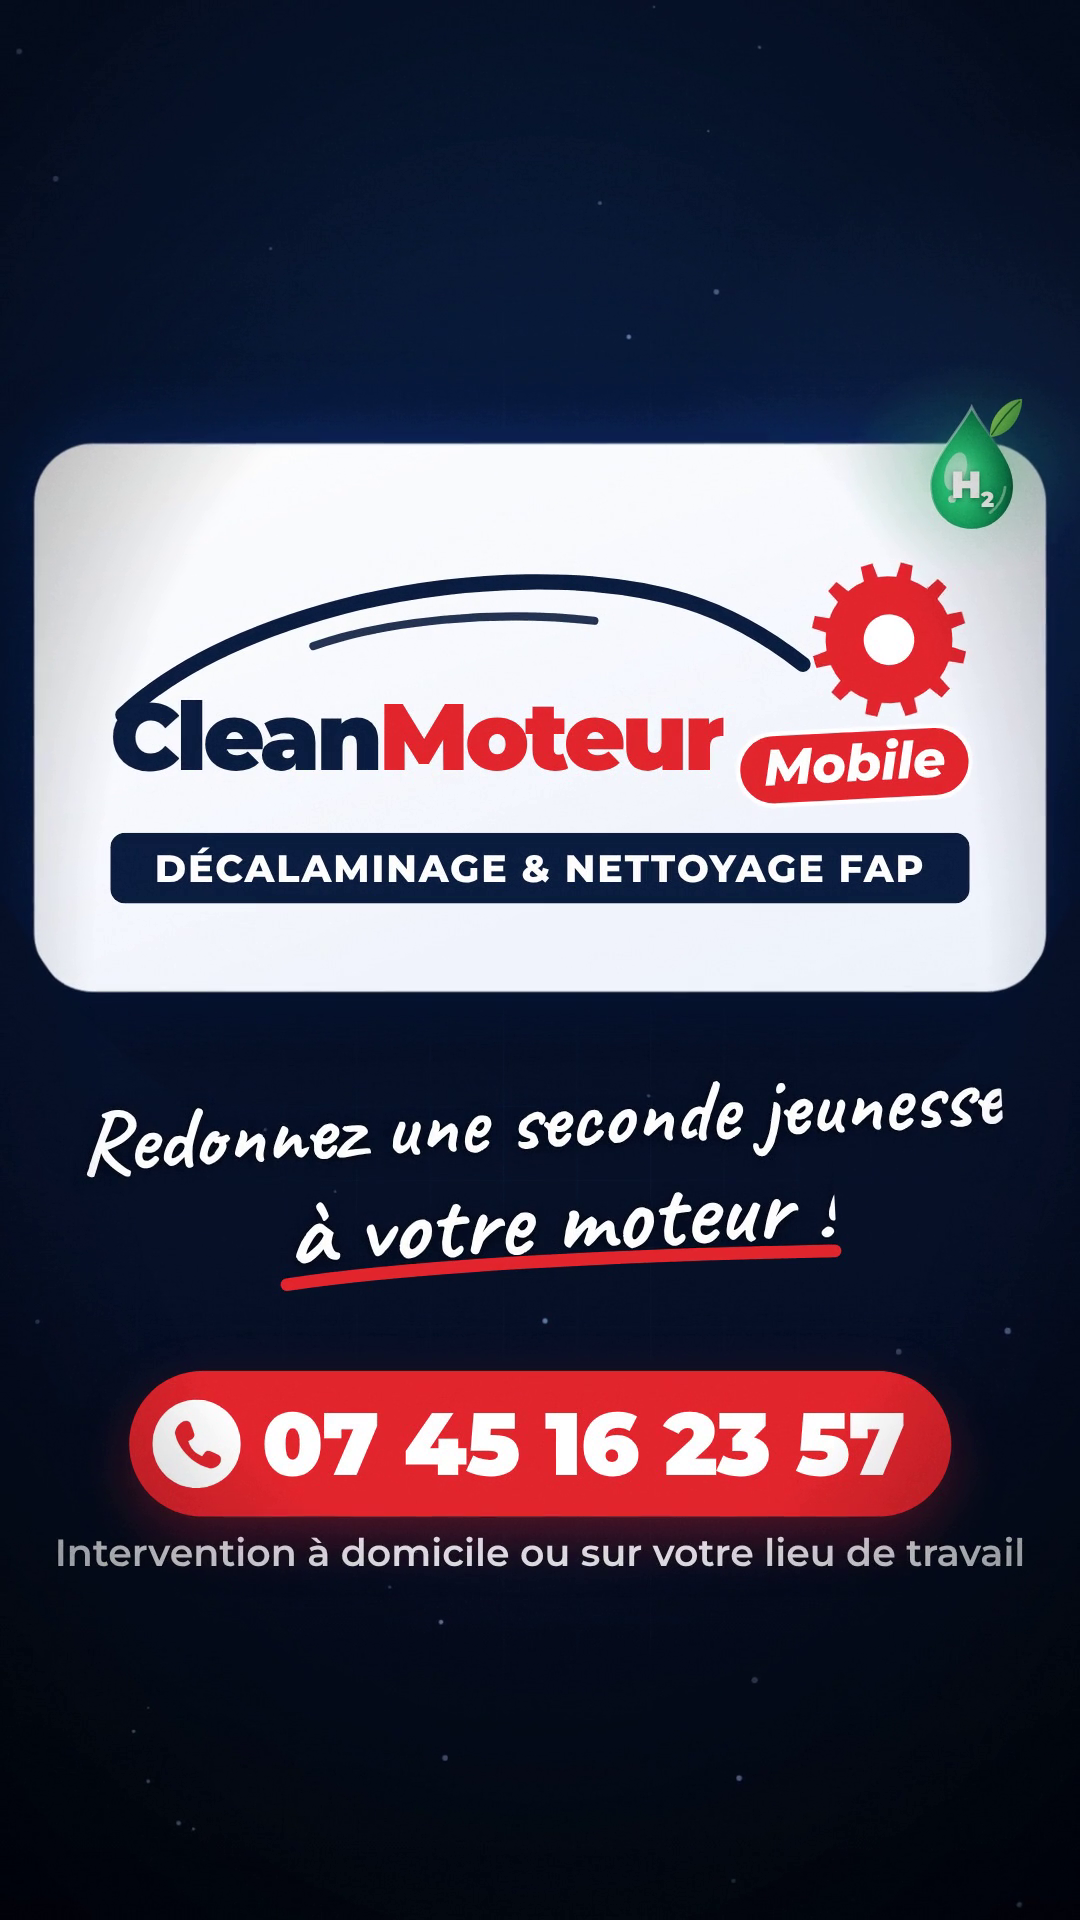 H₂
CleanMoteur
Mobile
DÉCALAMINAGE & NETTOYAGE FAP
Redonnez une seconde jeunesse
à votre moteur !
07 45 16 23 57
Intervention à domicile ou sur votre lieu de travail